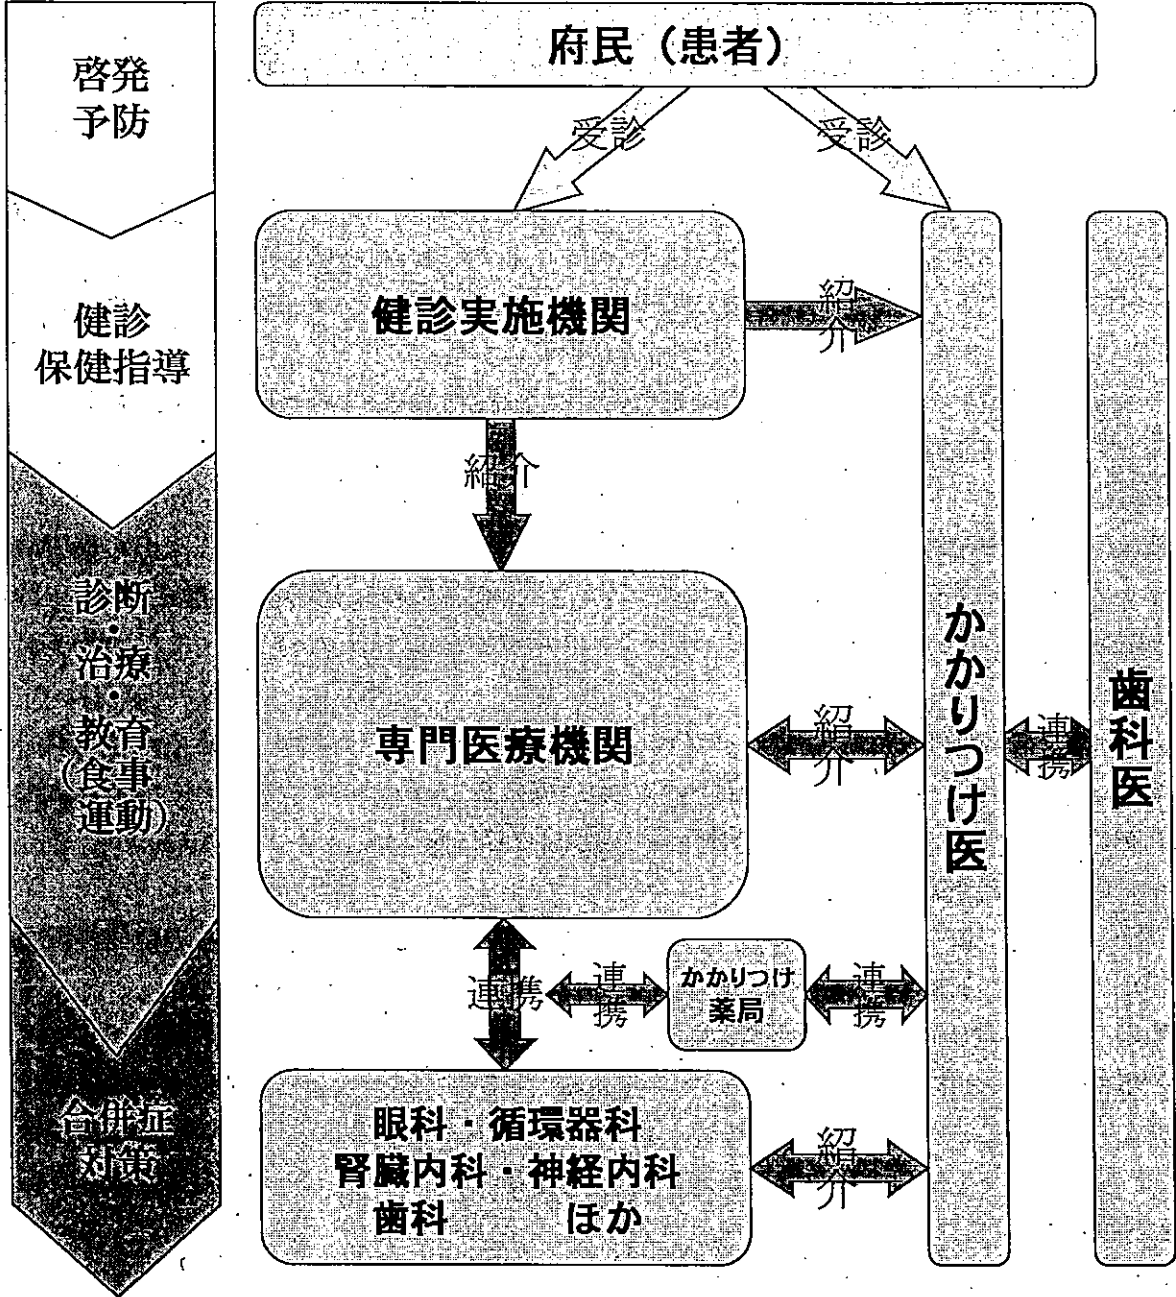 啓発
予防
健診
保健指導
診断
・
治療
・
教育
(食事
運動)
合併症
対策
府民（患者）
受診
受診
健診実施機関
紹
介
紹介
専門医療機関
紹
介
かかりつけ医
連
携
歯科医
連携
連
携
かかりつけ
薬局
連
携
眼科・循環器科
腎臓内科・神経内科
歯科　ほか
紹
介